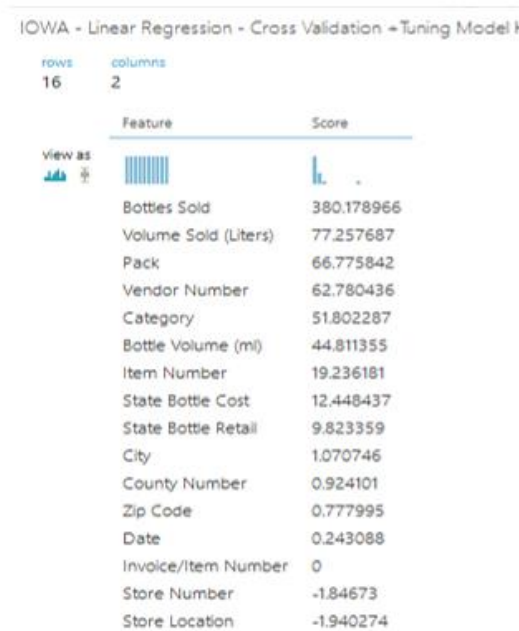 IOWA - Linear Regression - Cross Validation +Tuning Model
rows columns
16 2
Feature Score
view as
Bottles Sold 380.178966
Volume Sold (Liters) 77.257687
Pack 66.775842
Vendor Number 62.780436
Category 51.802287
Bottle Volume (ml) 44.811355
Item Number 19.236181
State Bottle Cost 12.448437
State Bottle Retail 9.823359
City 1.070746
County Number 0.924101
Zip Code 0.777995
Date 0.243088
Invoice/Item Number 0
Store Number -1.84673
Store Location -1.940274